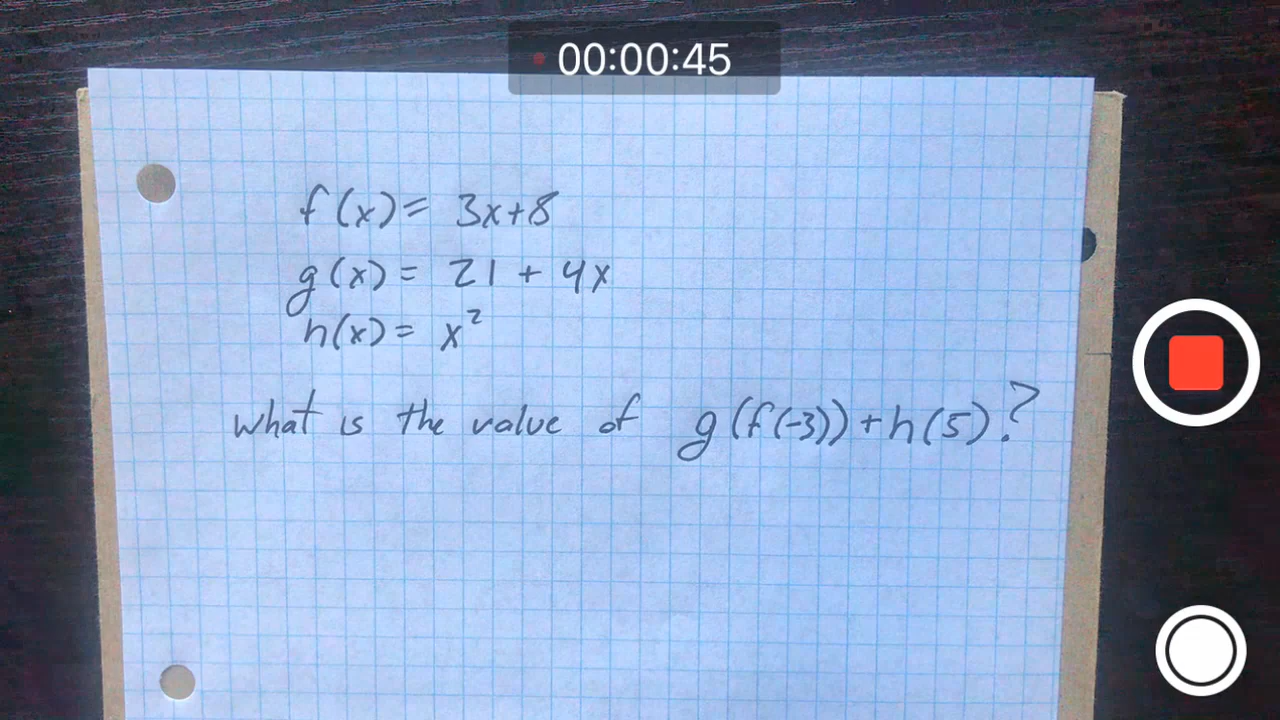 00:00:45
f(x)= 3x+8
g(x)= 21 + 4x
h(x)= x²
what is the value of g(f(-3))+h(5)?